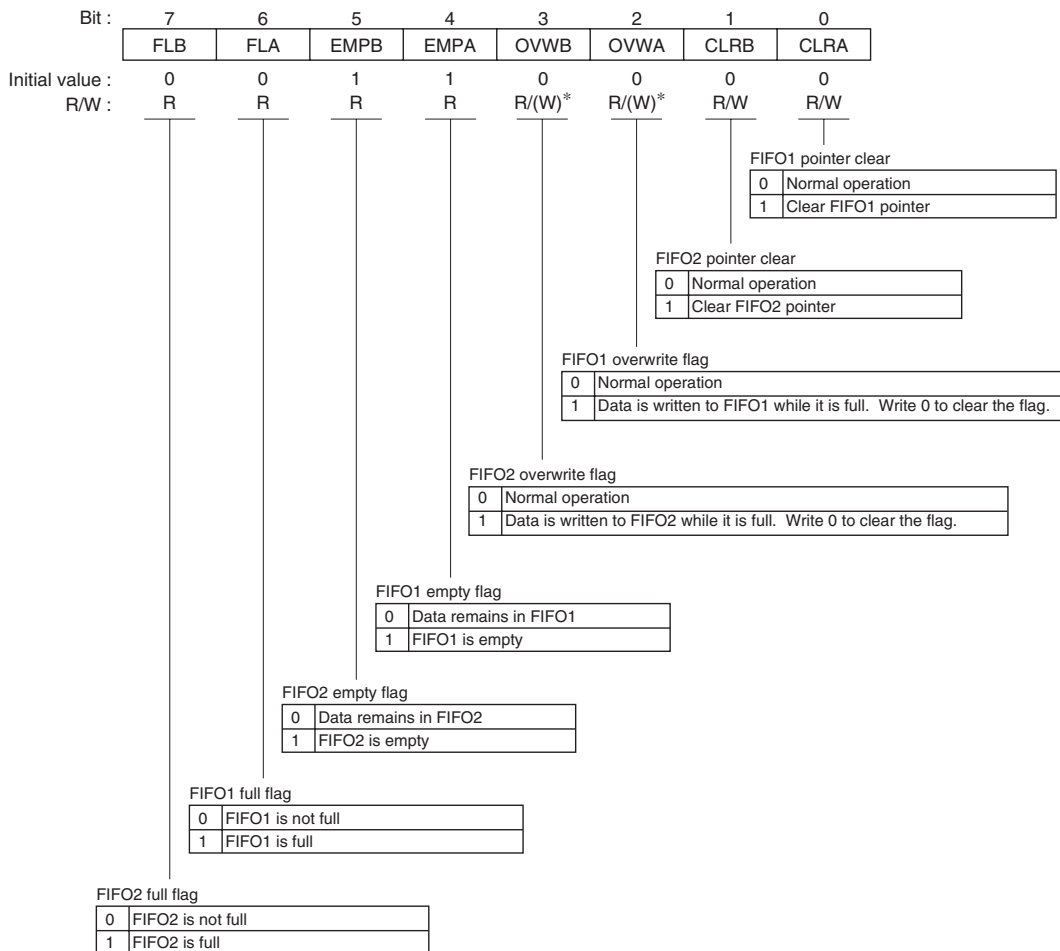 Bit : 7 6 5 4 3 2 1 0
FLB FLA EMPB EMPA OVWB OVWA CLRB CLRA
Initial value : 0 0 1 1 0 0 0 0
R/W : R R R R R/(W)* R/(W)* R/W R/W
FIFO1 pointer clear
0 Normal operation
1 Clear FIFO1 pointer
FIFO2 pointer clear
0 Normal operation
1 Clear FIFO2 pointer
FIFO1 overwrite flag
0 Normal operation
1 Data is written to FIFO1 while it is full. Write 0 to clear the flag.
FIFO2 overwrite flag
0 Normal operation
1 Data is written to FIFO2 while it is full. Write 0 to clear the flag.
FIFO1 empty flag
0 Data remains in FIFO1
1 FIFO1 is empty
FIFO2 empty flag
0 Data remains in FIFO2
1 FIFO2 is empty
FIFO1 full flag
0 FIFO1 is not full
1 FIFO1 is full
FIFO2 full flag
0 FIFO2 is not full
1 FIFO2 is full